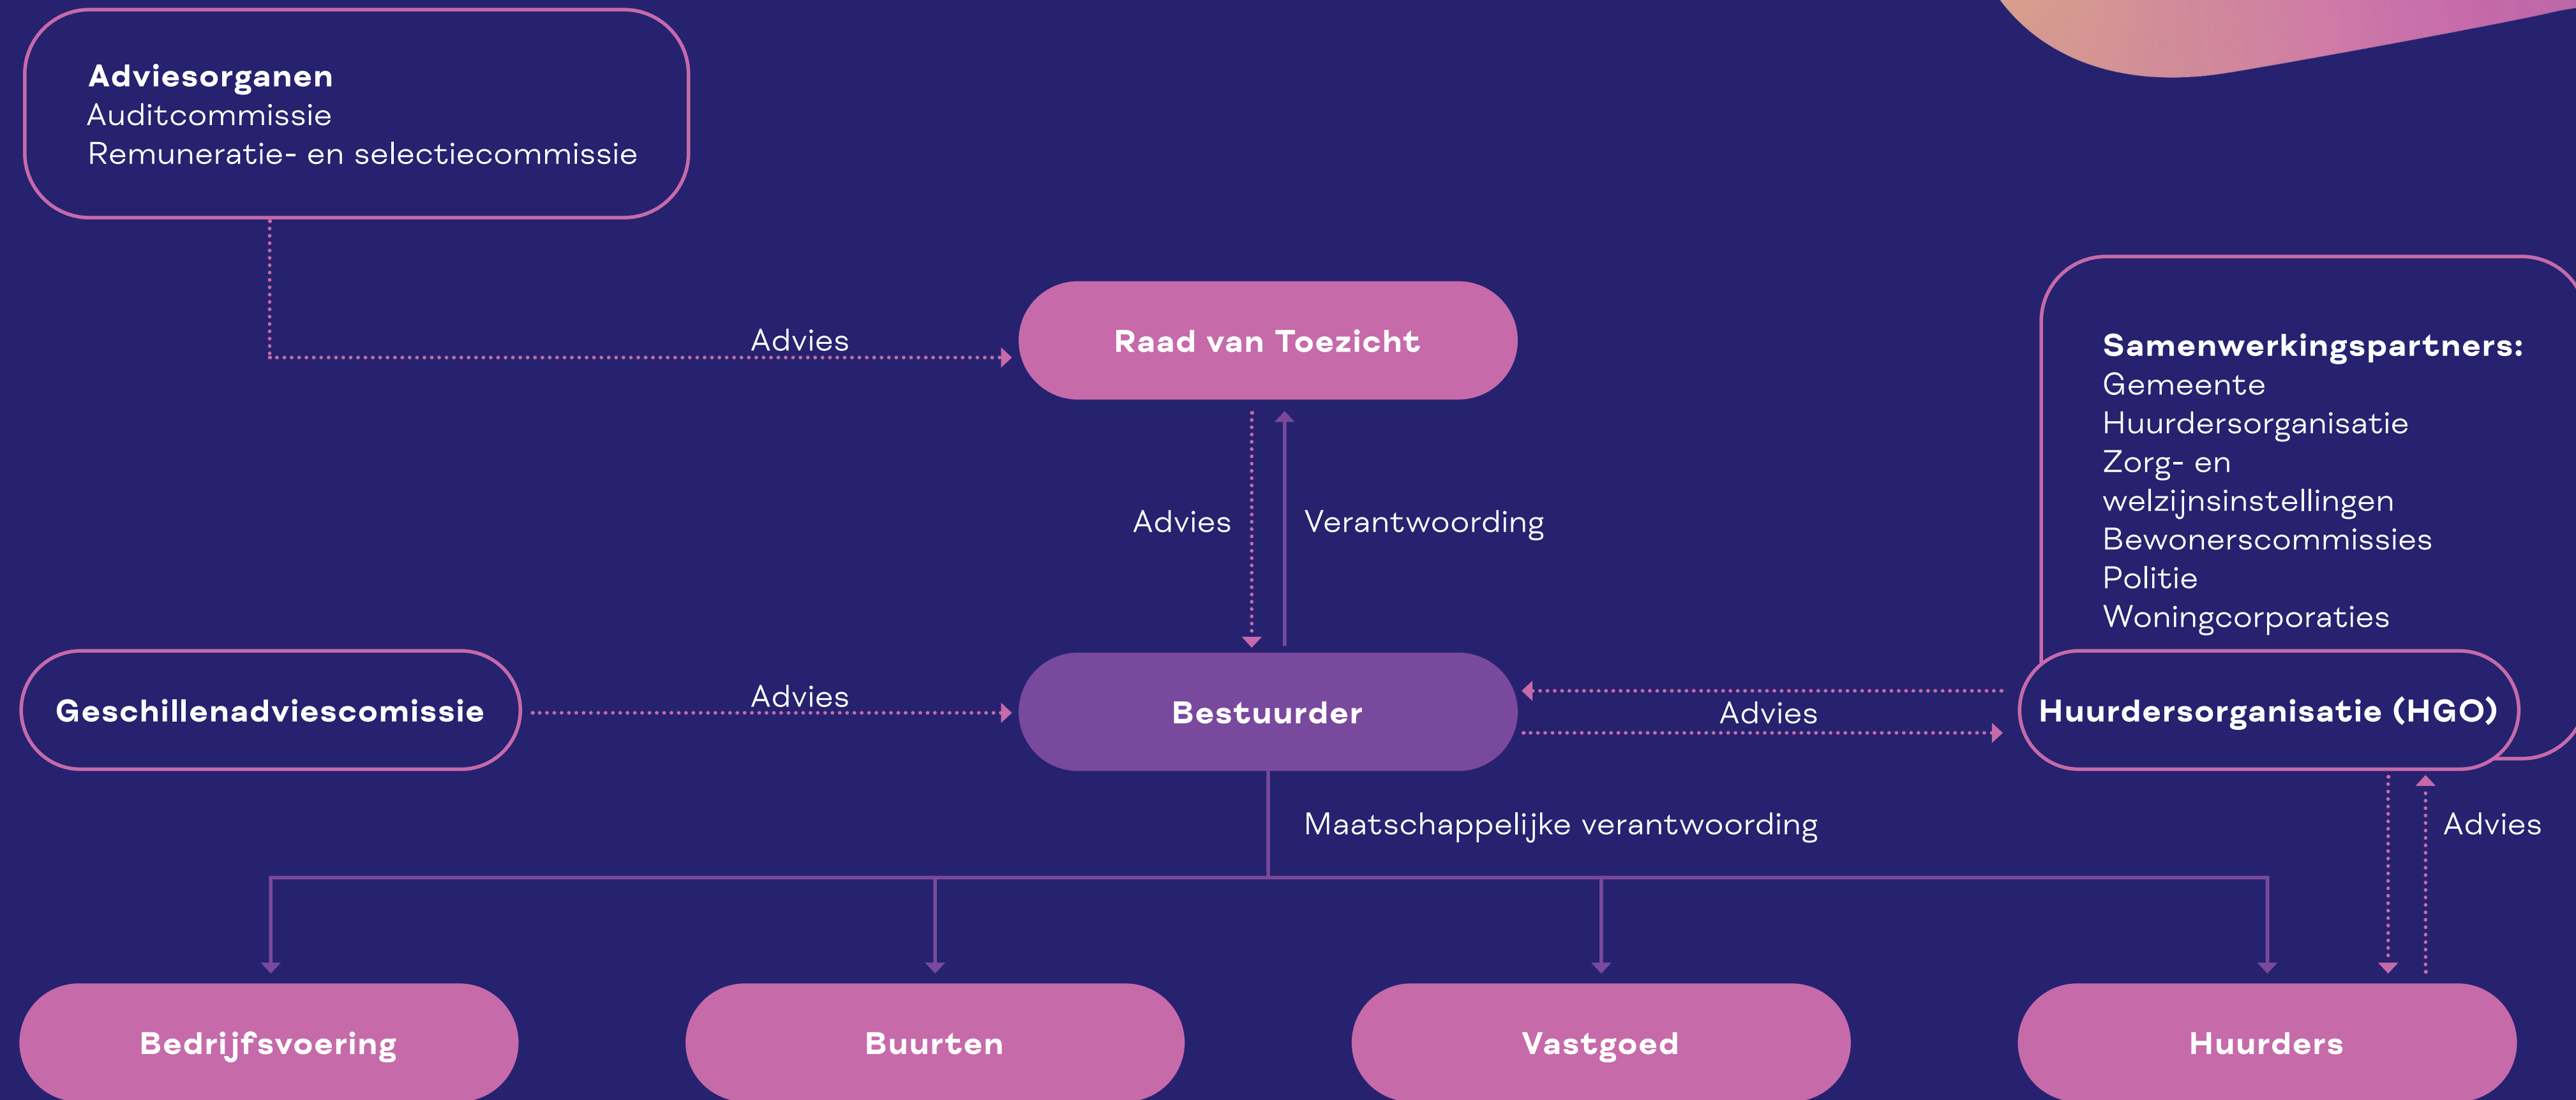 Adviesorganen
Auditcommissie
Remuneratie- en selectiecommissie
Advies
Raad van Toezicht
Samenwerkingspartners:
Gemeente
Huurdersorganisatie
Zorg- en
welzijnsinstellingen
Bewonerscommissies
Politie
Woningcorporaties
Advies
Verantwoording
Geschillenadviescomissie
Advies
Bestuurder
Advies
Huurdersorganisatie (HGO)
Maatschappelijke verantwoording
Advies
Bedrijfsvoering
Buurten
Vastgoed
Huurders